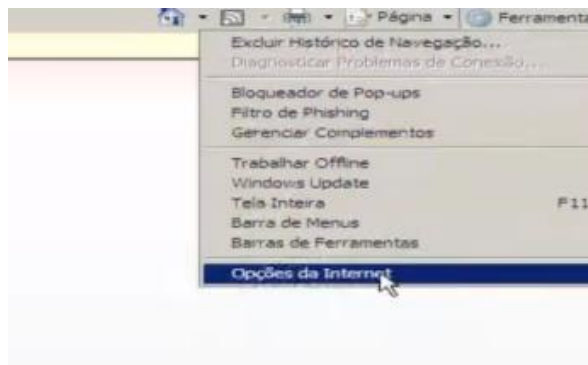 Página Ferramenta
Excluir Histórico de Navegação...
Diagnosticar Problemas de Conexão...
Bloqueador de Pop-ups
Filtro de Phishing
Gerenciar Complementos
Trabalhar Offline
Windows Update
Tela Inteira F11
Barra de Menus
Barras de Ferramentas
Opções da Internet